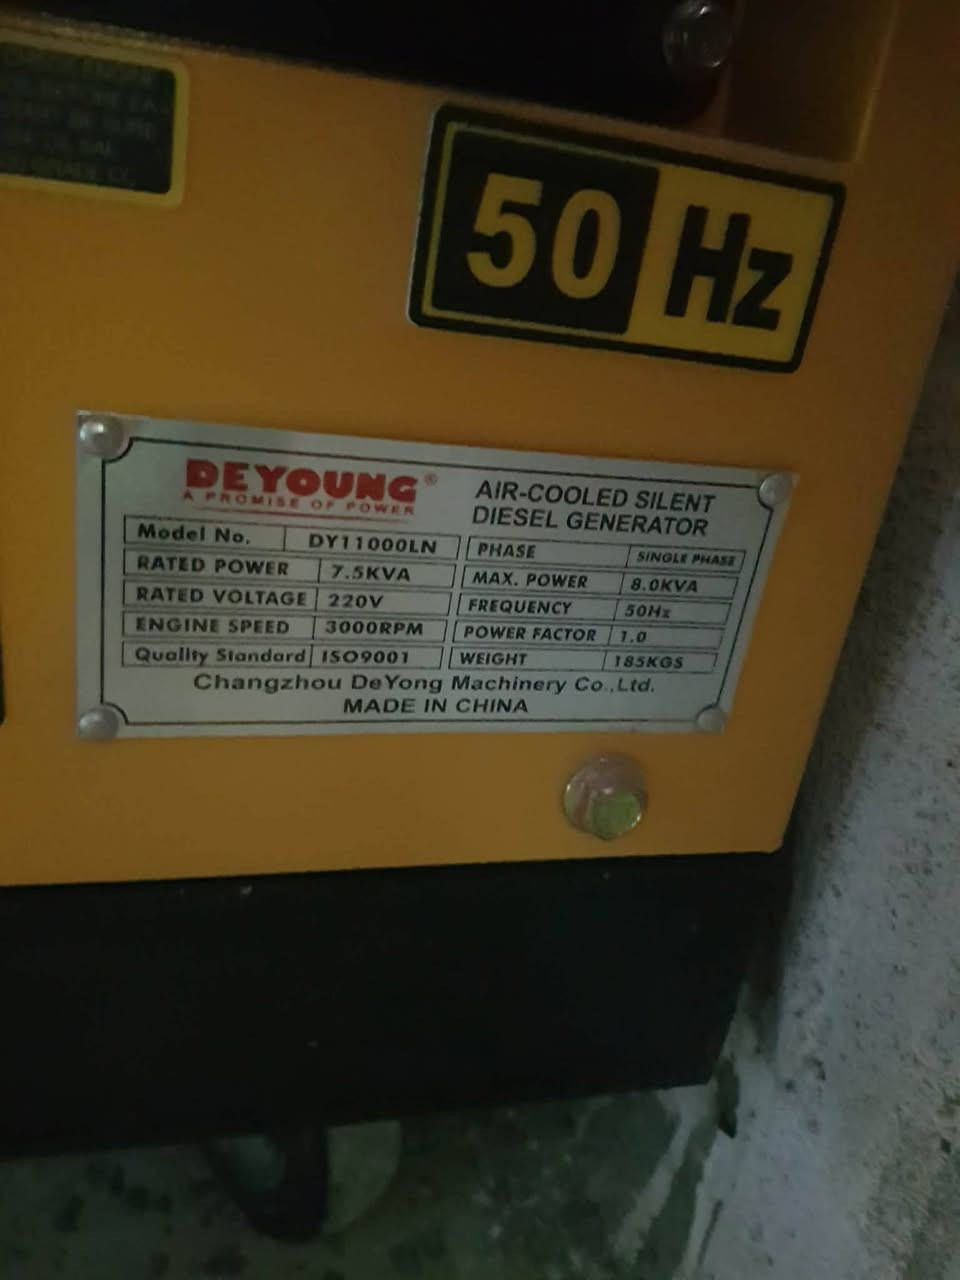 50 Hz
DEYOUNG®
A PROMISE OF POWER
AIR-COOLED SILENT
DIESEL GENERATOR
Model No. DY11000LN
PHASE SINGLE PHASE
RATED POWER 7.5KVA
MAX. POWER 8.0KVA
RATED VOLTAGE 220V
FREQUENCY 50Hz
ENGINE SPEED 3000RPM
POWER FACTOR 1.0
Quality Standard ISO9001
WEIGHT 185KGS
Changzhou DeYong Machinery Co.,Ltd.
MADE IN CHINA